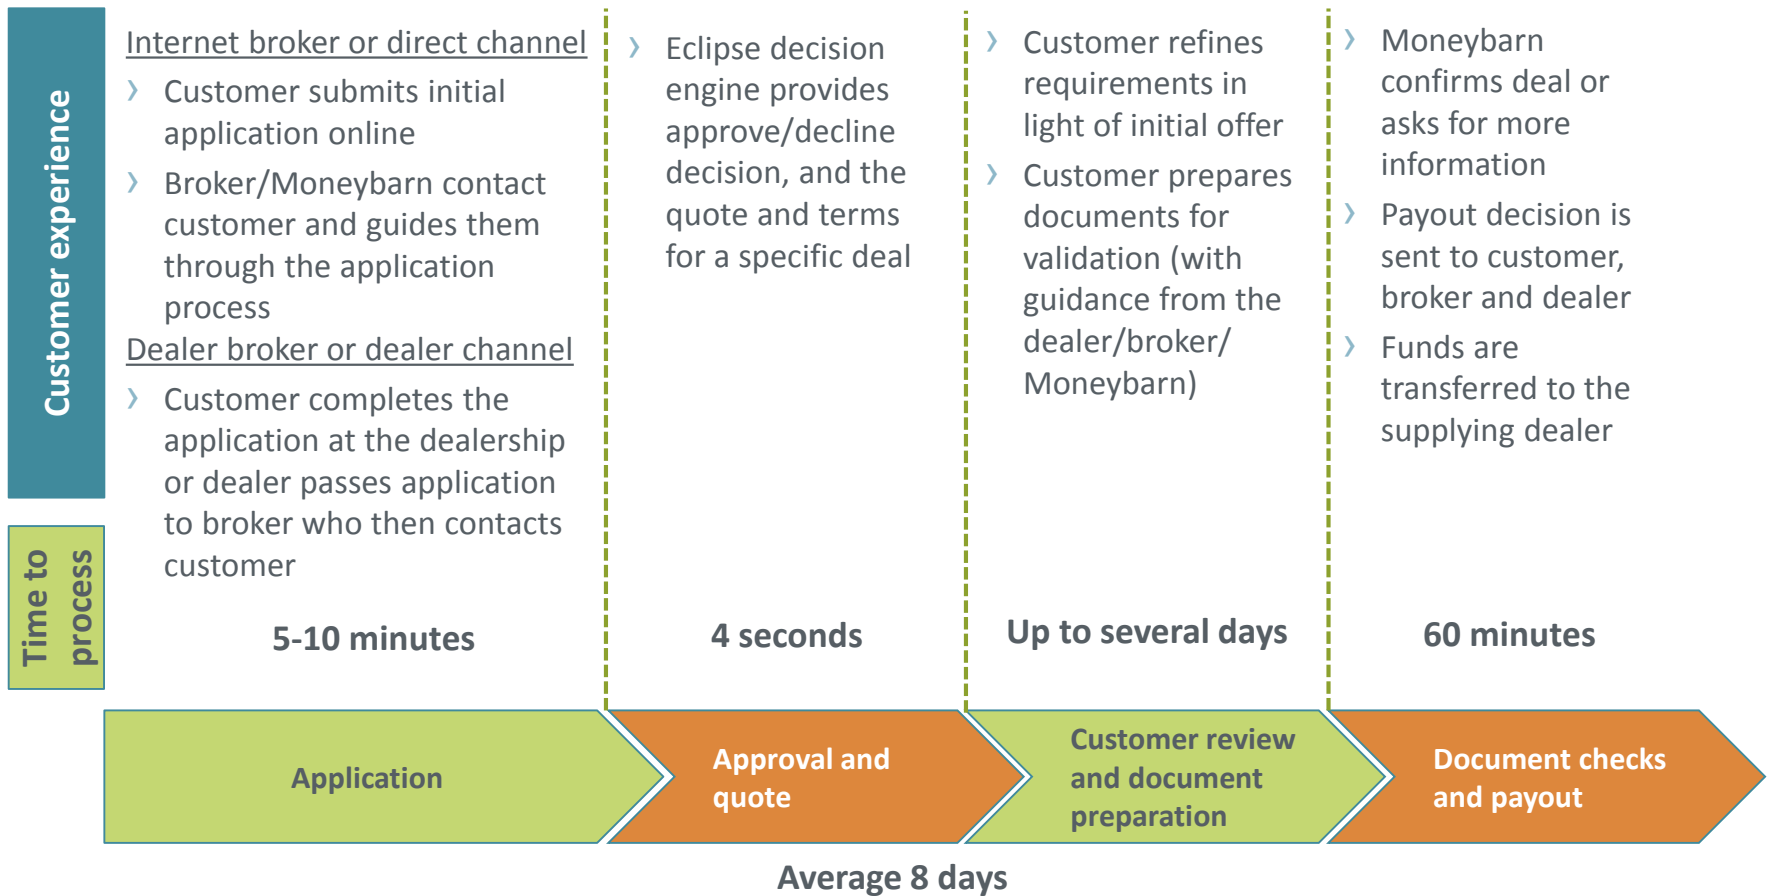 Customer experience
Internet broker or direct channel
› Customer submits initial
application online
› Broker/Moneybarn contact
customer and guides them
through the application
process
Dealer broker or dealer channel
› Customer completes the
application at the dealership
or dealer passes application
to broker who then contacts
customer
› Eclipse decision
engine provides
approve/decline
decision, and the
quote and terms
for a specific deal
› Customer refines
requirements in
light of initial offer
› Customer prepares
documents for
validation (with
guidance from the
dealer/broker/
Moneybarn)
› Moneybarn
confirms deal or
asks for more
information
› Payout decision is
sent to customer,
broker and dealer
› Funds are
transferred to the
supplying dealer
Time to
process
5-10 minutes
4 seconds
Up to several days
60 minutes
Application
Approval and
quote
Customer review
and document
preparation
Document checks
and payout
Average 8 days